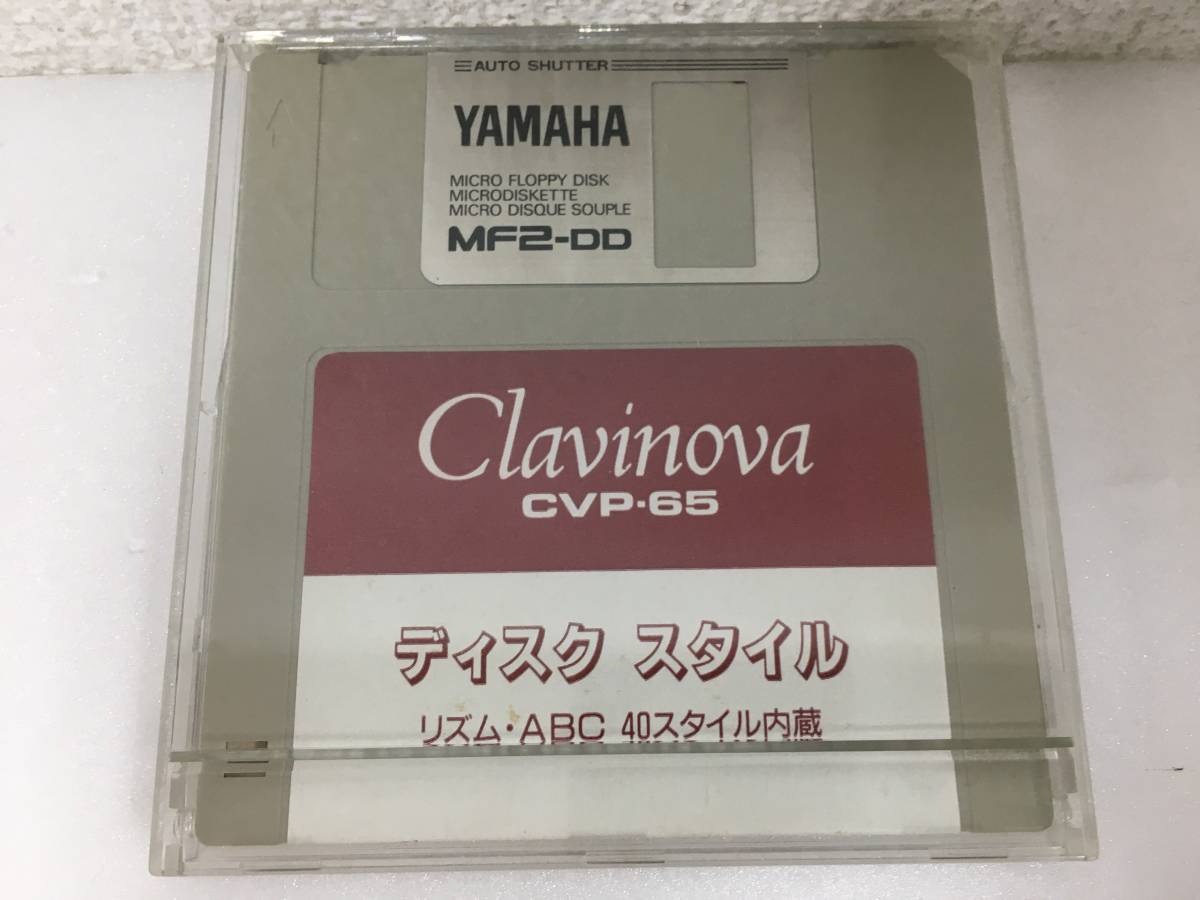 AUTO SHUTTER
YAMAHA
MICRO FLOPPY DISK
MICRODISKETTE
MICRO DISQUE SOUPLE
MF2-DD
Clavinova
CVP・65
ディスク スタイル
リズム・ABC 40スタイル内蔵